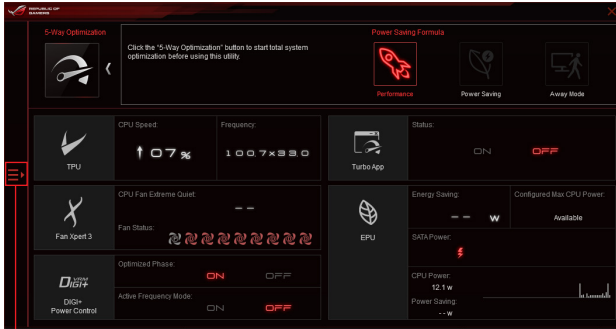 REPUBLIC OF
GAMERS
5-Way Optimization
Click the "5-Way Optimization" button to start total system
optimization before using this utility.
Power Saving Formula
Performance
Power Saving
Away Mode
TPU
CPU Speed:
↑ 07%
Frequency:
100.7x33.0
Turbo App
Status:
ON OFF
Fan Xpert 3
CPU Fan Extreme Quiet:
--
Fan Status:
EPU
Energy Saving:
-- W
Configured Max CPU Power:
Available
SATA Power:
CPU Power:
12.1 w
Power Saving:
-- w
VRM
DIGI+
DIGI+
Power Control
Optimized Phase:
ON OFF
Active Frequency Mode:
ON OFF